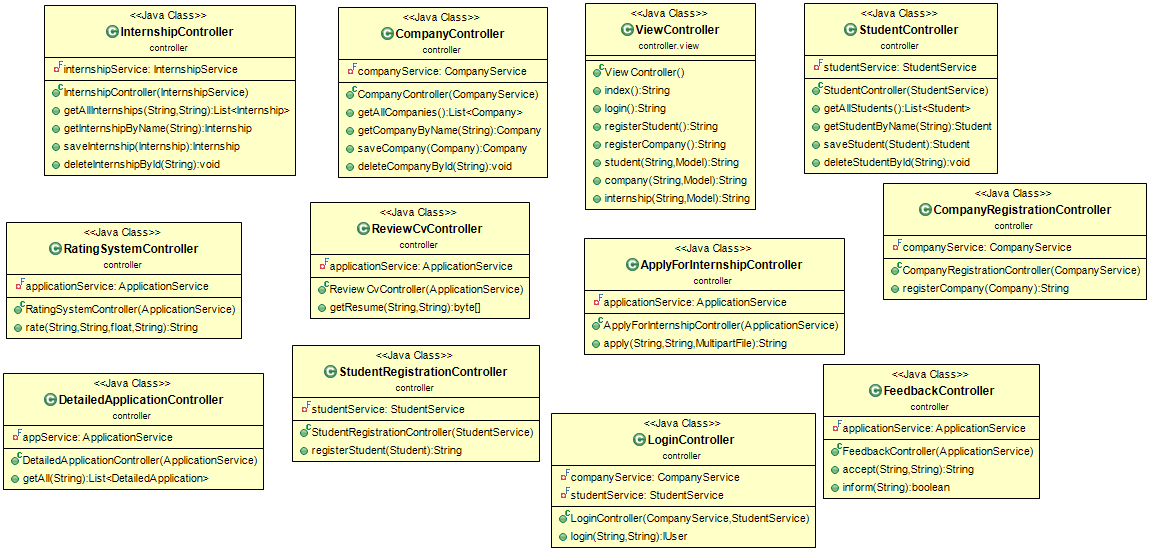 <<Java Class>>
InternshipController
controller
internshipService: InternshipService
InternshipController(InternshipService)
getAllInternships(String,String):List<Internship>
getInternshipByName(String):Internship
saveInternship(Internship):Internship
deleteInternshipById(String):void
<<Java Class>>
CompanyController
controller
companyService: CompanyService
CompanyController(CompanyService)
getAllCompanies():List<Company>
getCompanyByName(String):Company
saveCompany(Company):Company
deleteCompanyById(String):void
<<Java Class>>
ViewController
controller.view
ViewController()
index():String
login():String
registerStudent():String
registerCompany():String
student(String,Model):String
company(String,Model):String
internship(String,Model):String
<<Java Class>>
StudentController
controller
studentService: StudentService
StudentController(StudentService)
getAllStudents():List<Student>
getStudentByName(String):Student
saveStudent(Student):Student
deleteStudentById(String):void
<<Java Class>>
CompanyRegistrationController
controller
companyService: CompanyService
CompanyRegistrationController(CompanyService)
registerCompany(Company):String
<<Java Class>>
RatingSystemController
controller
applicationService: ApplicationService
RatingSystemController(ApplicationService)
rate(String,String,float,String):String
<<Java Class>>
ReviewCvController
controller
applicationService: ApplicationService
ReviewCvController(ApplicationService)
getResume(String,String):byte[]
<<Java Class>>
ApplyForInternshipController
controller
applicationService: ApplicationService
ApplyForInternshipController(ApplicationService)
apply(String,String,MultipartFile):String
<<Java Class>>
DetailedApplicationController
controller
appService: ApplicationService
DetailedApplicationController(ApplicationService)
getAll(String):List<DetailedApplication>
<<Java Class>>
StudentRegistrationController
controller
studentService: StudentService
StudentRegistrationController(StudentService)
registerStudent(Student):String
<<Java Class>>
LoginController
controller
companyService: CompanyService
studentService: StudentService
LoginController(CompanyService,StudentService)
login(String,String):IUser
<<Java Class>>
FeedbackController
controller
applicationService: ApplicationService
FeedbackController(ApplicationService)
accept(String,String):String
inform(String):boolean